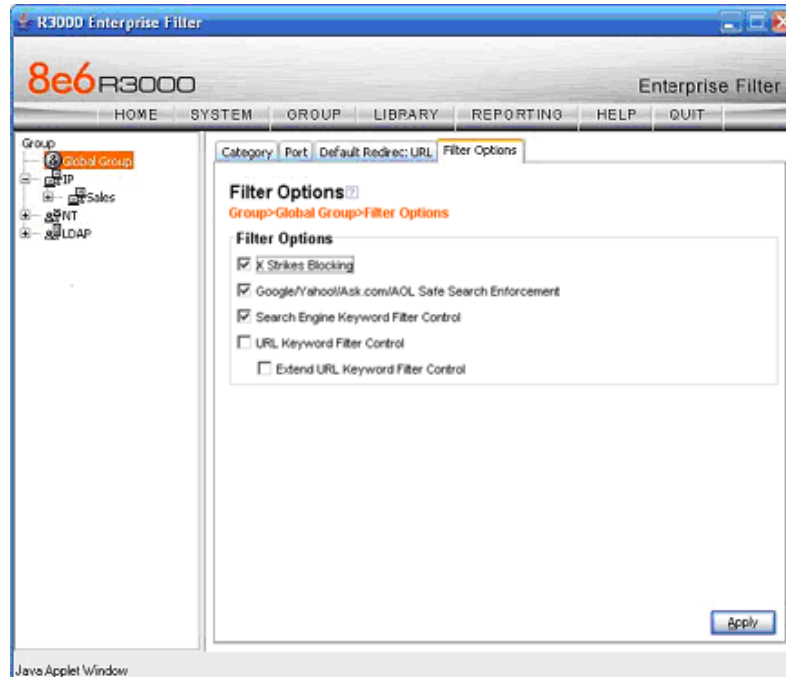 R3000 Enterprise Filter
8e6 R3000
Enterprise Filter
HOME SYSTEM GROUP LIBRARY REPORTING HELP QUIT
Group
Global Group
IP
Sales
NT
LDAP
Category Port Default Redirect URL Filter Options
Filter Options ?
Group>Global Group>Filter Options
Filter Options
X Strikes Blocking
Google/Yahoo!/Ask.com/AOL Safe Search Enforcement
Search Engine Keyword Filter Control
URL Keyword Filter Control
Extend URL Keyword Filter Control
Apply
Java Applet Window